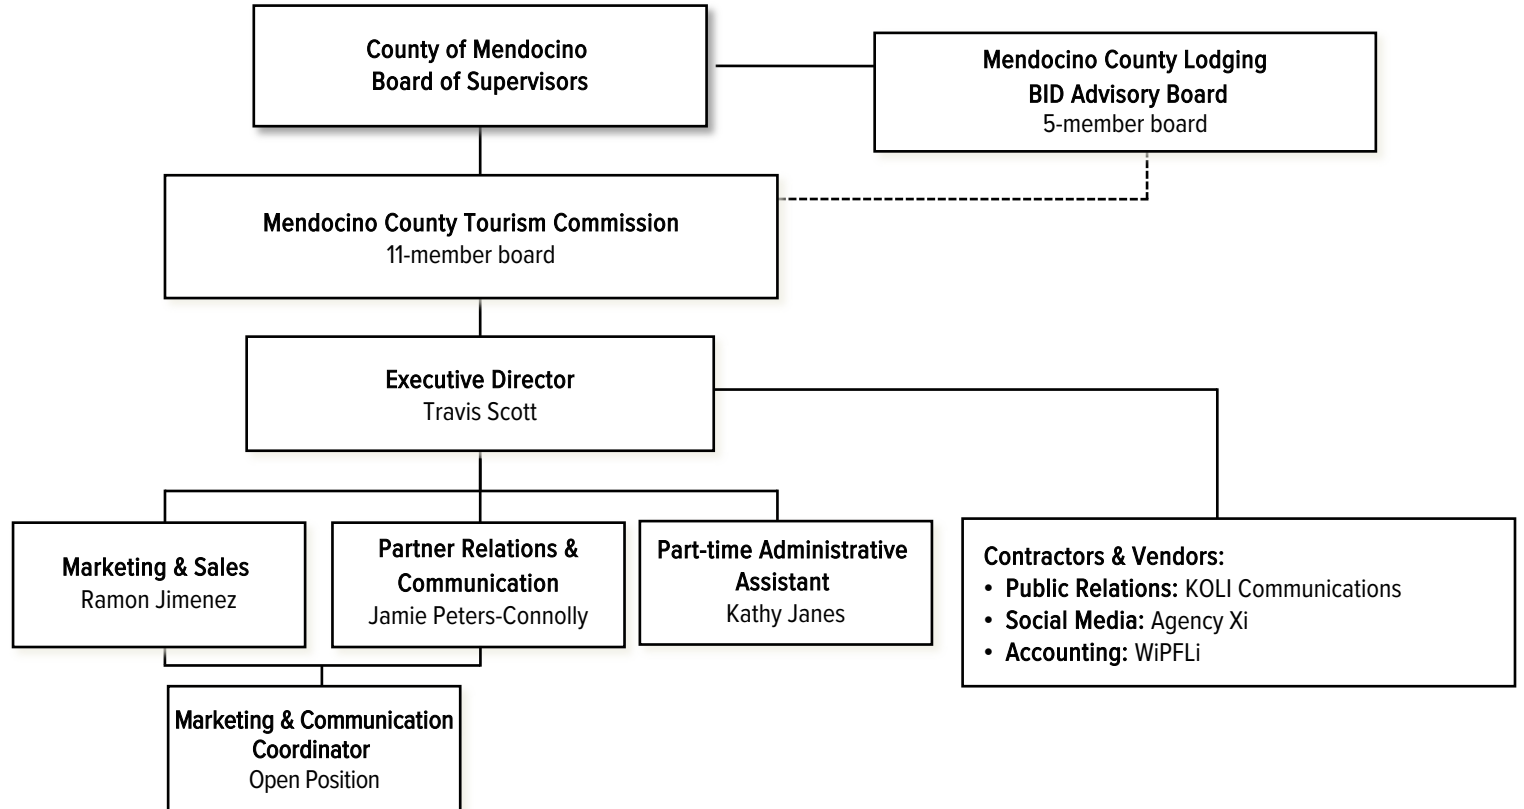 County of Mendocino
Board of Supervisors
Mendocino County Lodging
BID Advisory Board
5-member board
Mendocino County Tourism Commission
11-member board
Executive Director
Travis Scott
Marketing & Sales
Ramon Jimenez
Partner Relations &
Communication
Jamie Peters-Connolly
Part-time Administrative
Assistant
Kathy Janes
Contractors & Vendors:
• Public Relations: KOLI Communications
• Social Media: Agency Xi
• Accounting: WiPFLi
Marketing & Communication
Coordinator
Open Position